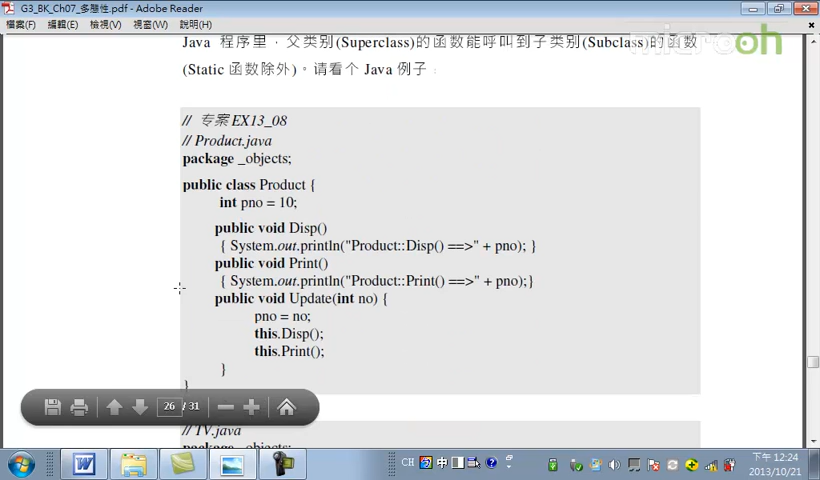 G3_BK_Ch07_多態性.pdf - Adobe Reader
檔案(F) 編輯(E) 檢視(V) 視窗(W) 說明(H)
microoh
Java 程序里，父类别(Superclass)的函数能呼叫到子类别(Subclass)的函数
(Static 函数除外)。请看个 Java 例子：
// 专案 EX13_08
// Product.java
package _objects;
public class Product {
int pno = 10;
public void Disp()
{ System.out.println("Product::Disp() ==>" + pno); }
public void Print()
{ System.out.println("Product::Print() ==>" + pno);}
public void Update(int no) {
pno = no;
this.Disp();
this.Print();
}
}
26 / 31
// TV.java
package _objects;
CH 中
下午 12:24
2013/10/21